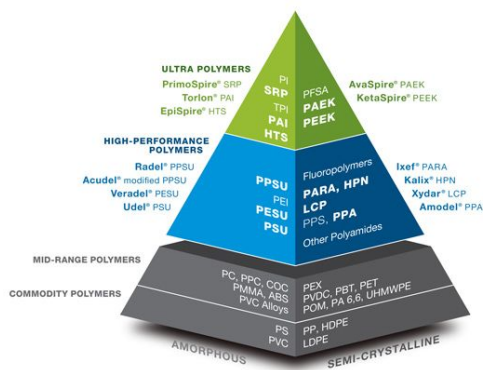 ULTRA POLYMERS
PrimoSpire® SRP
Torlon® PAI
EpiSpire® HTS
PI
SRP
TPI
PAI
HTS
PFSA
PAEK
PEEK
AvaSpire® PAEK
KetaSpire® PEEK
HIGH-PERFORMANCE
POLYMERS
Radel® PPSU
Acudel® modified PPSU
Veradel® PESU
Udel® PSU
PPSU
PEI
PESU
PSU
Fluoropolymers
PARA, HPN
LCP
PPS, PPA
Other Polyamides
Ixef® PARA
Kalix® HPN
Xydar® LCP
Amodel® PPA
MID-RANGE POLYMERS
PC, PPC, COC
PMMA, ABS
PVC Alloys
PEX
PVDC, PBT, PET
POM, PA 6,6, UHMWPE
COMMODITY POLYMERS
PS
PVC
PP, HDPE
LDPE
AMORPHOUS
SEMI-CRYSTALLINE